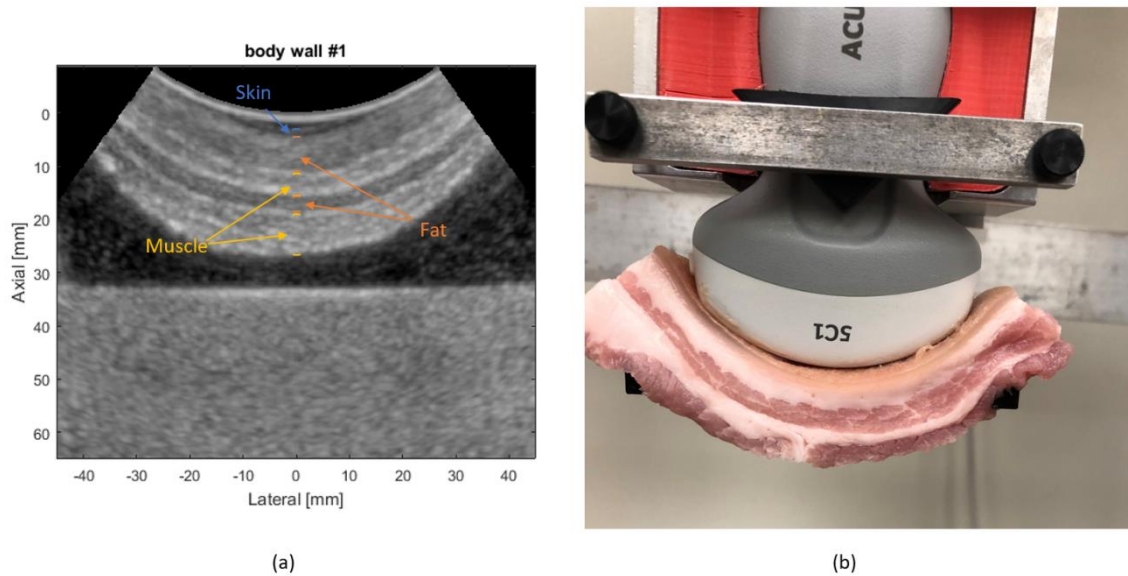 body wall #1
Skin
Fat
Muscle
Axial [mm]
0
10
20
30
40
50
60
-40 -30 -20 -10 0 10 20 30 40
Lateral [mm]
(a)
ACU
5C1
(b)